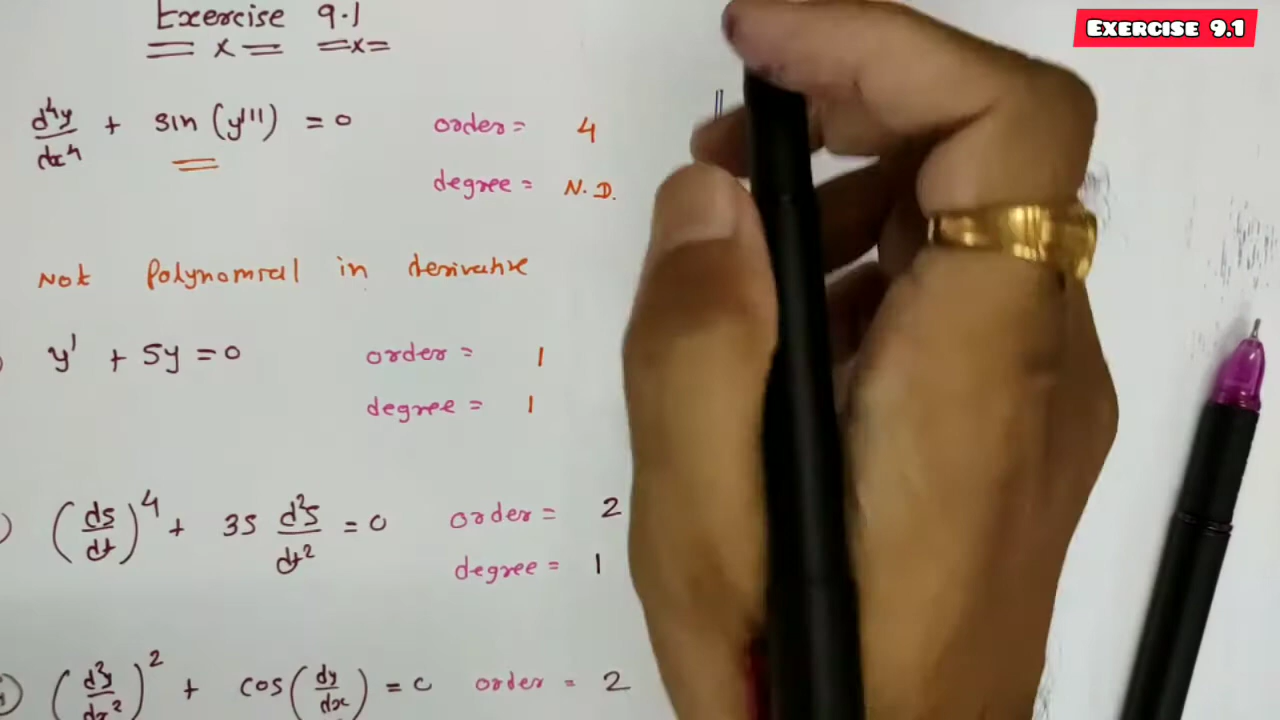 Exercise 9.1
EXERCISE 9.1
d⁴y/dx⁴ + sin (y''') = 0 order = 4
degree = N.D.
Not Polynomial in derivative
y' + 5y = 0 order = 1
degree = 1
) (ds/dt)⁴ + 3s d²s/dt² = 0 order = 2
degree = 1
(d²y/dx²)² + cos (dy/dx) = 0 order = 2